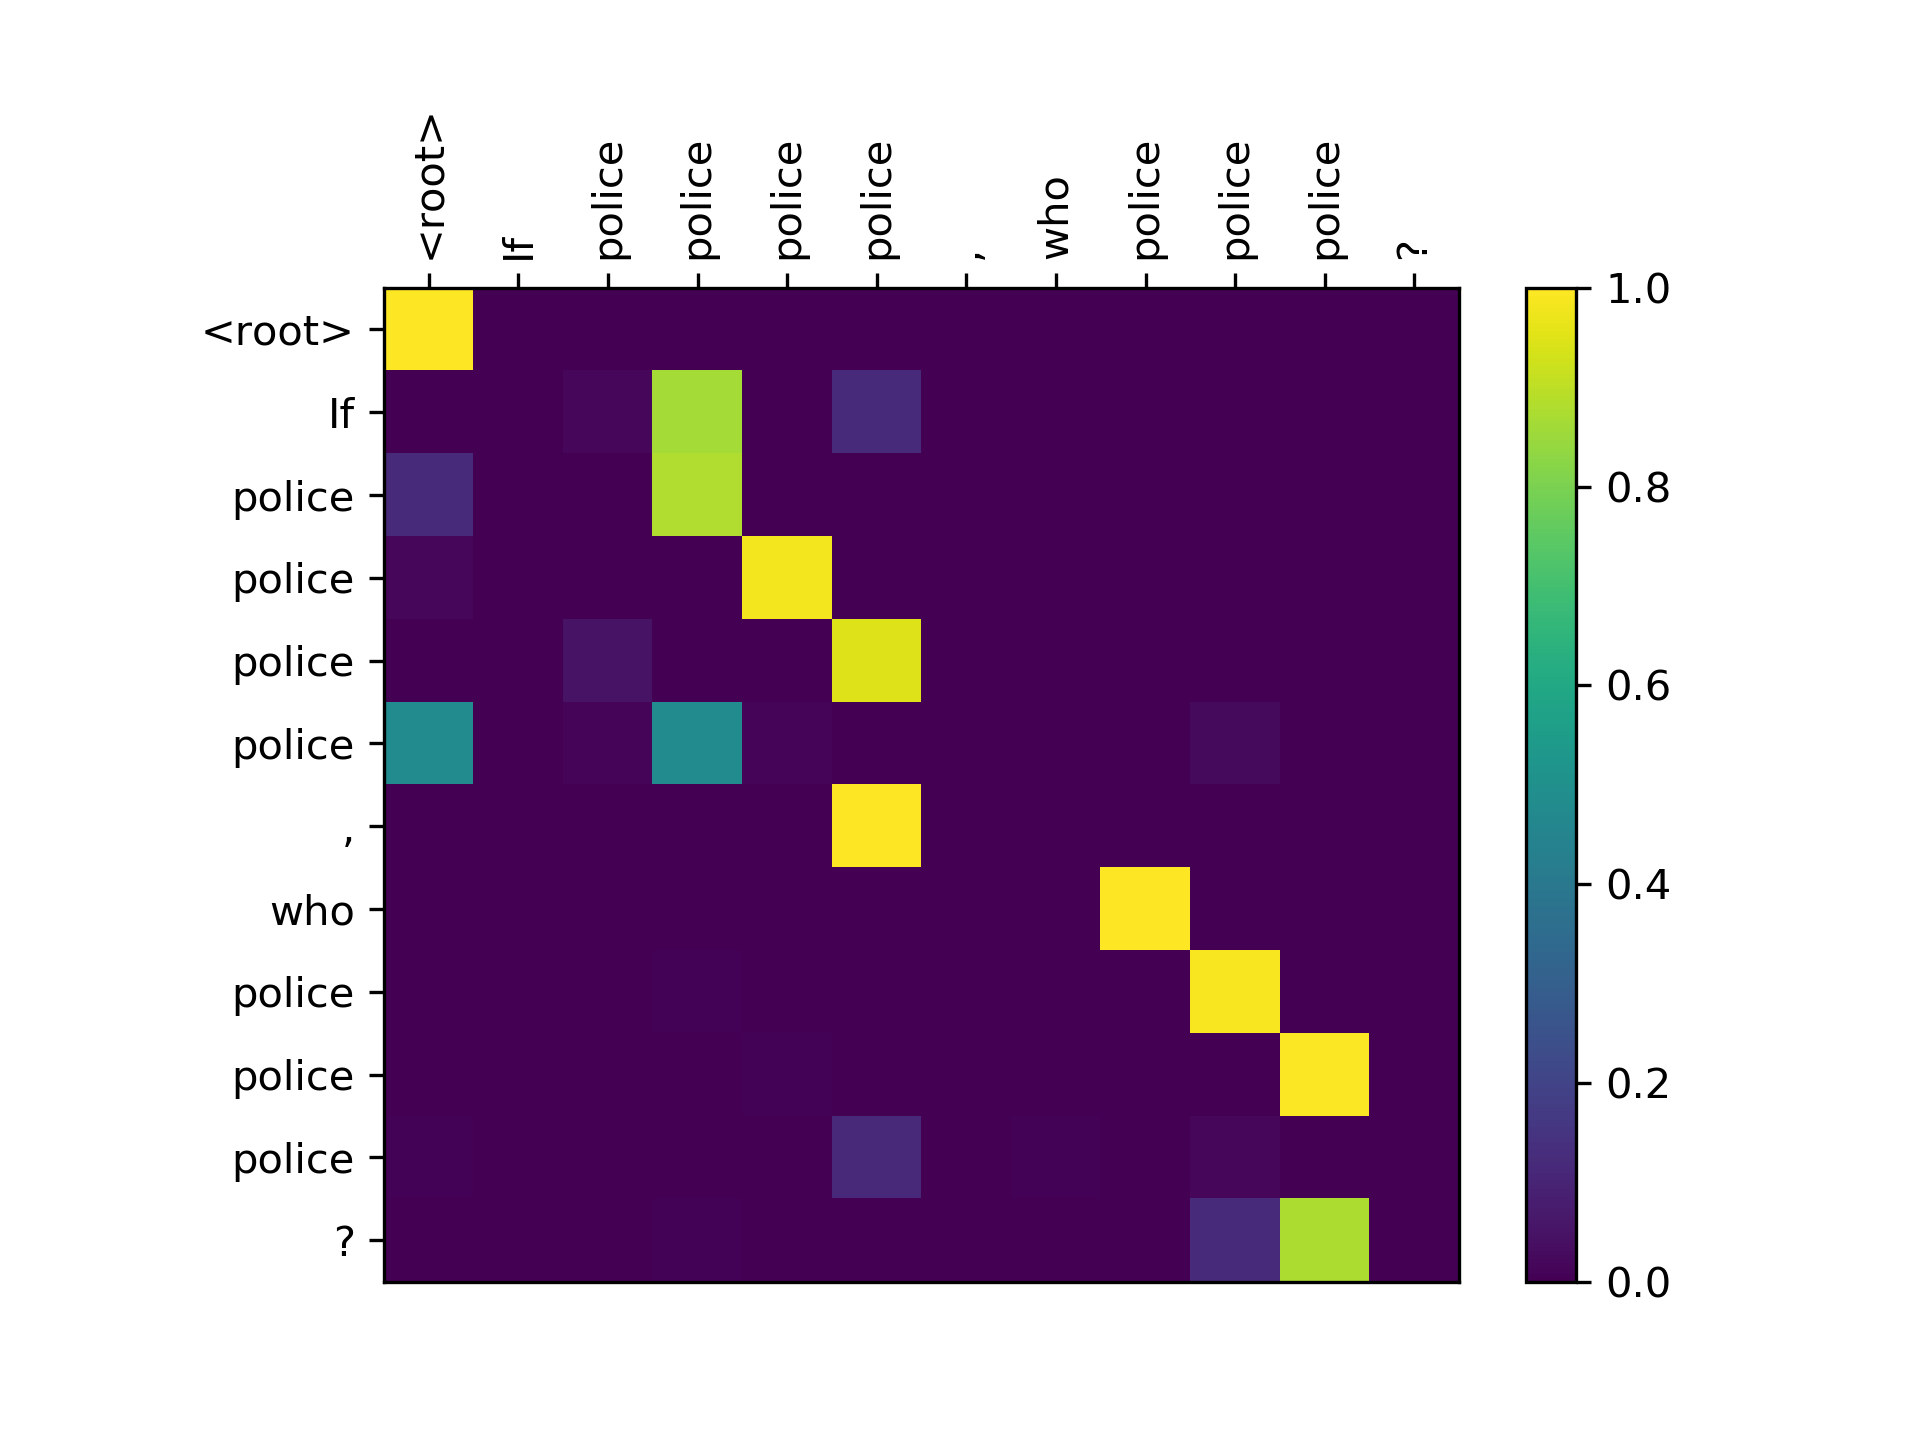 <root> If police police police police , who police police police ?
<root>
If
police
police
police
police
,
who
police
police
police
?
1.0
0.8
0.6
0.4
0.2
0.0